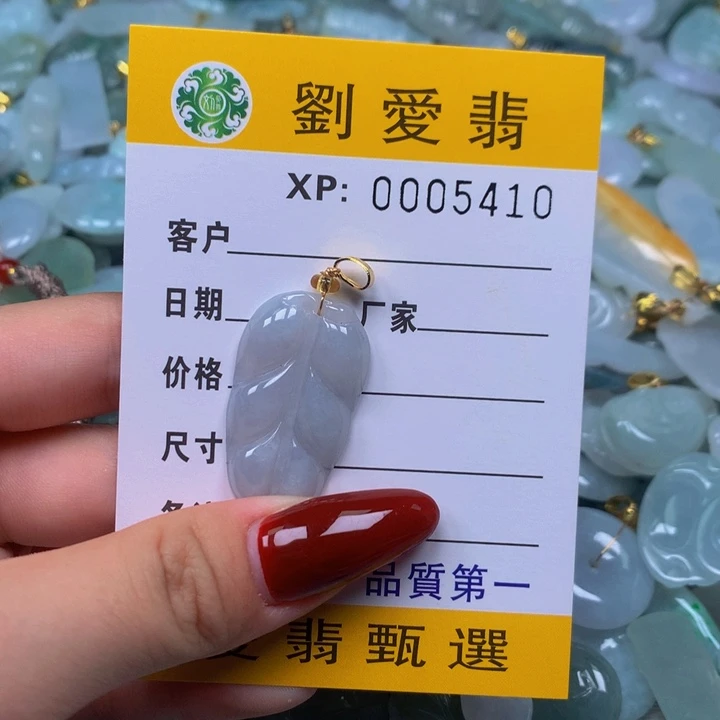 劉愛翡
XP: 0005410
客户
日期 厂家
价格
尺寸
品質第一
翡甄選